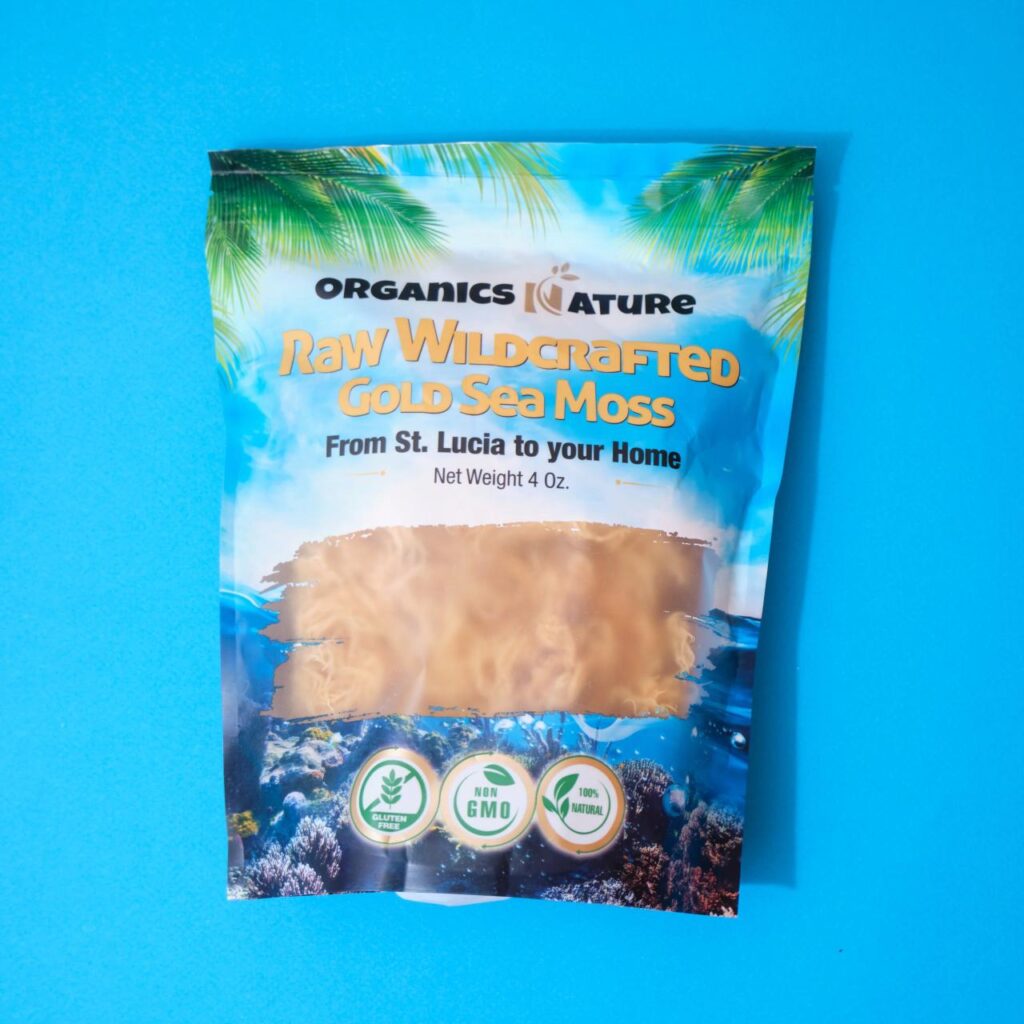 ORGANICS NATURE
Raw Wildcrafted
Gold Sea Moss
From St. Lucia to your Home
Net Weight 4 Oz.
GLUTEN
FREE
NON
GMO
100%
NATURAL